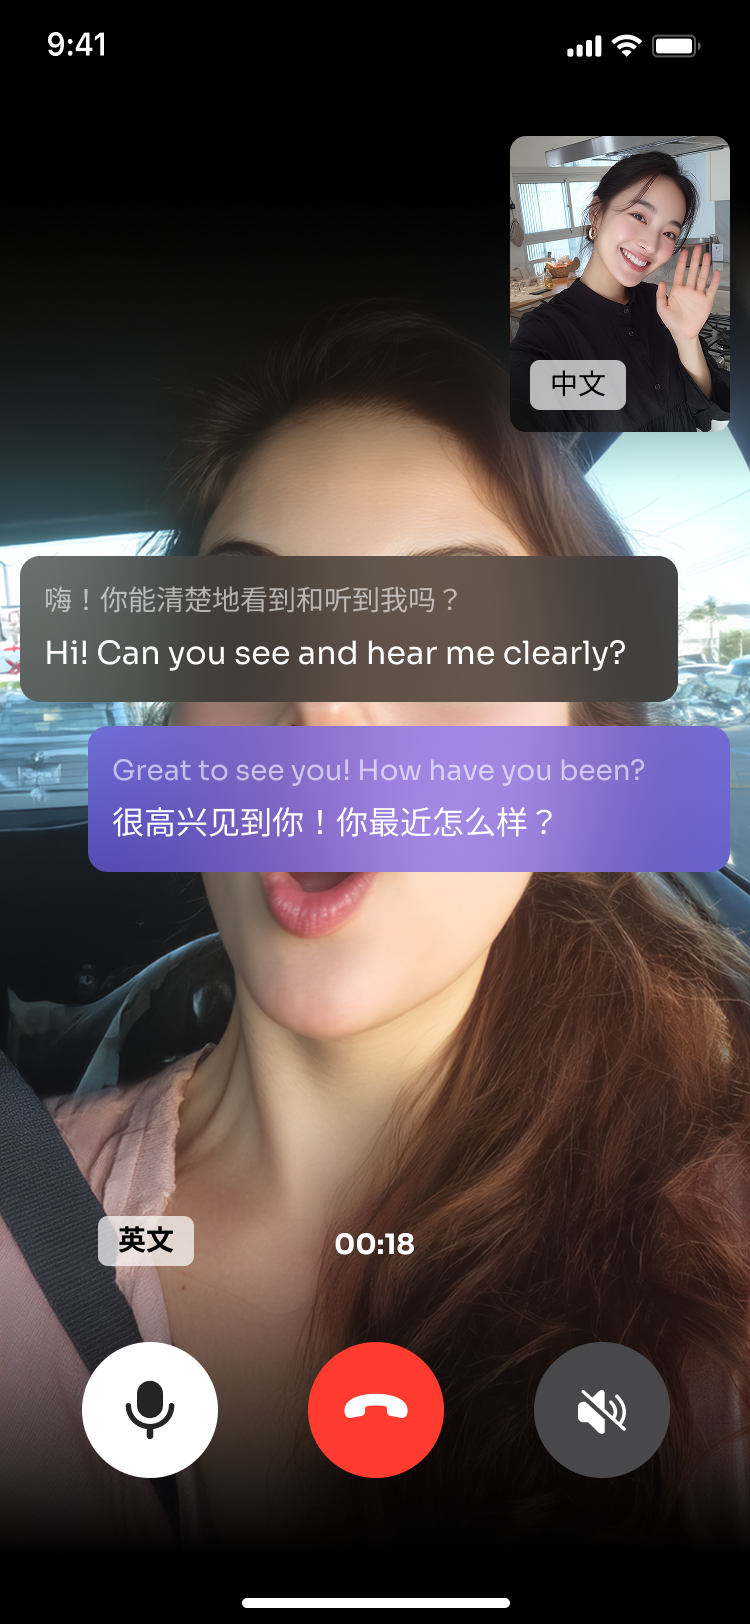 9:41
中文
嗨！你能清楚地看到和听到我吗？
Hi! Can you see and hear me clearly?
Great to see you! How have you been?
很高兴见到你！你最近怎么样？
英文
00:18